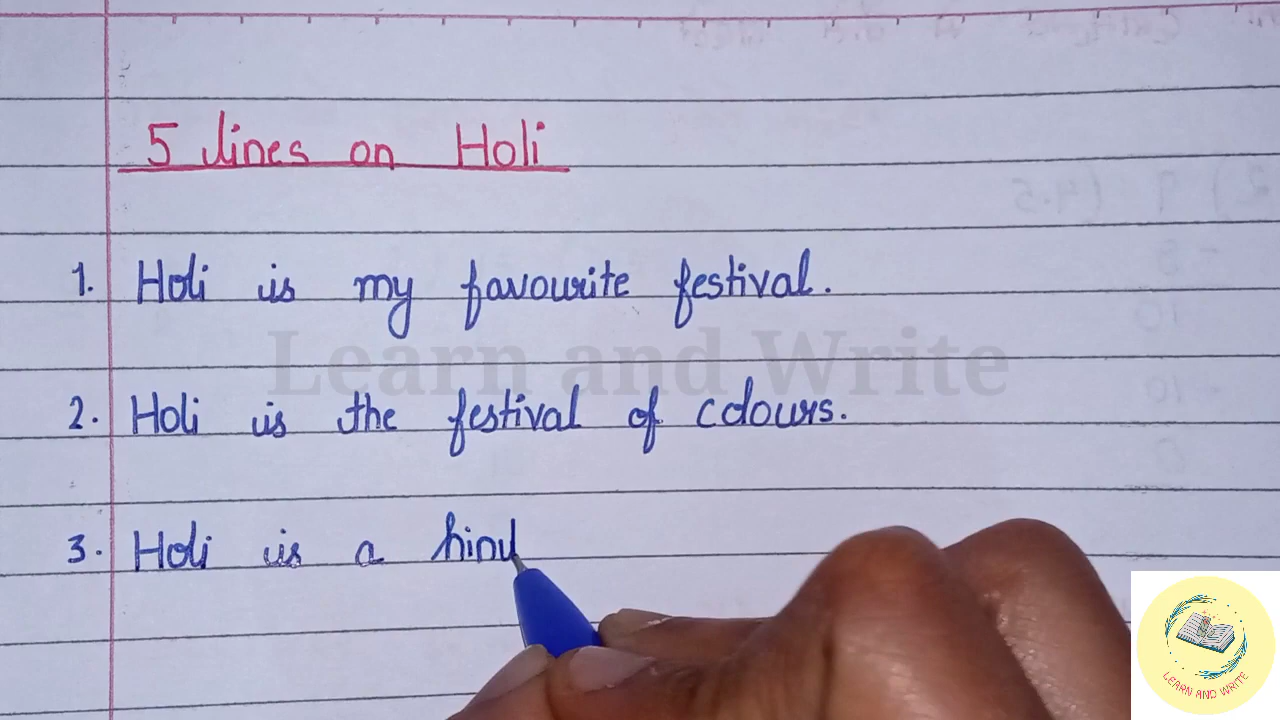 5 lines on Holi
1. Holi is my favourite festival.
Learn and Write
2. Holi is the festival of colours.
3. Holi is a hind
LEARN AND WRITE